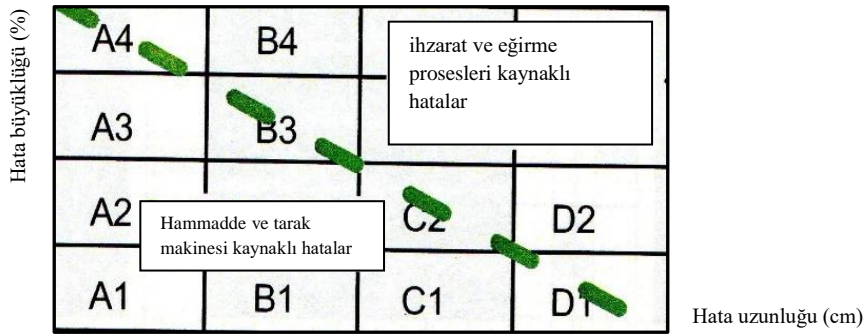 Hata büyüklüğü (%)
A4 B4
ihzarat ve eğirme
prosesleri kaynaklı
hatalar
A3 B3
A2 C2 D2
Hammadde ve tarak
makinesi kaynaklı hatalar
A1 B1 C1 D1
Hata uzunluğu (cm)